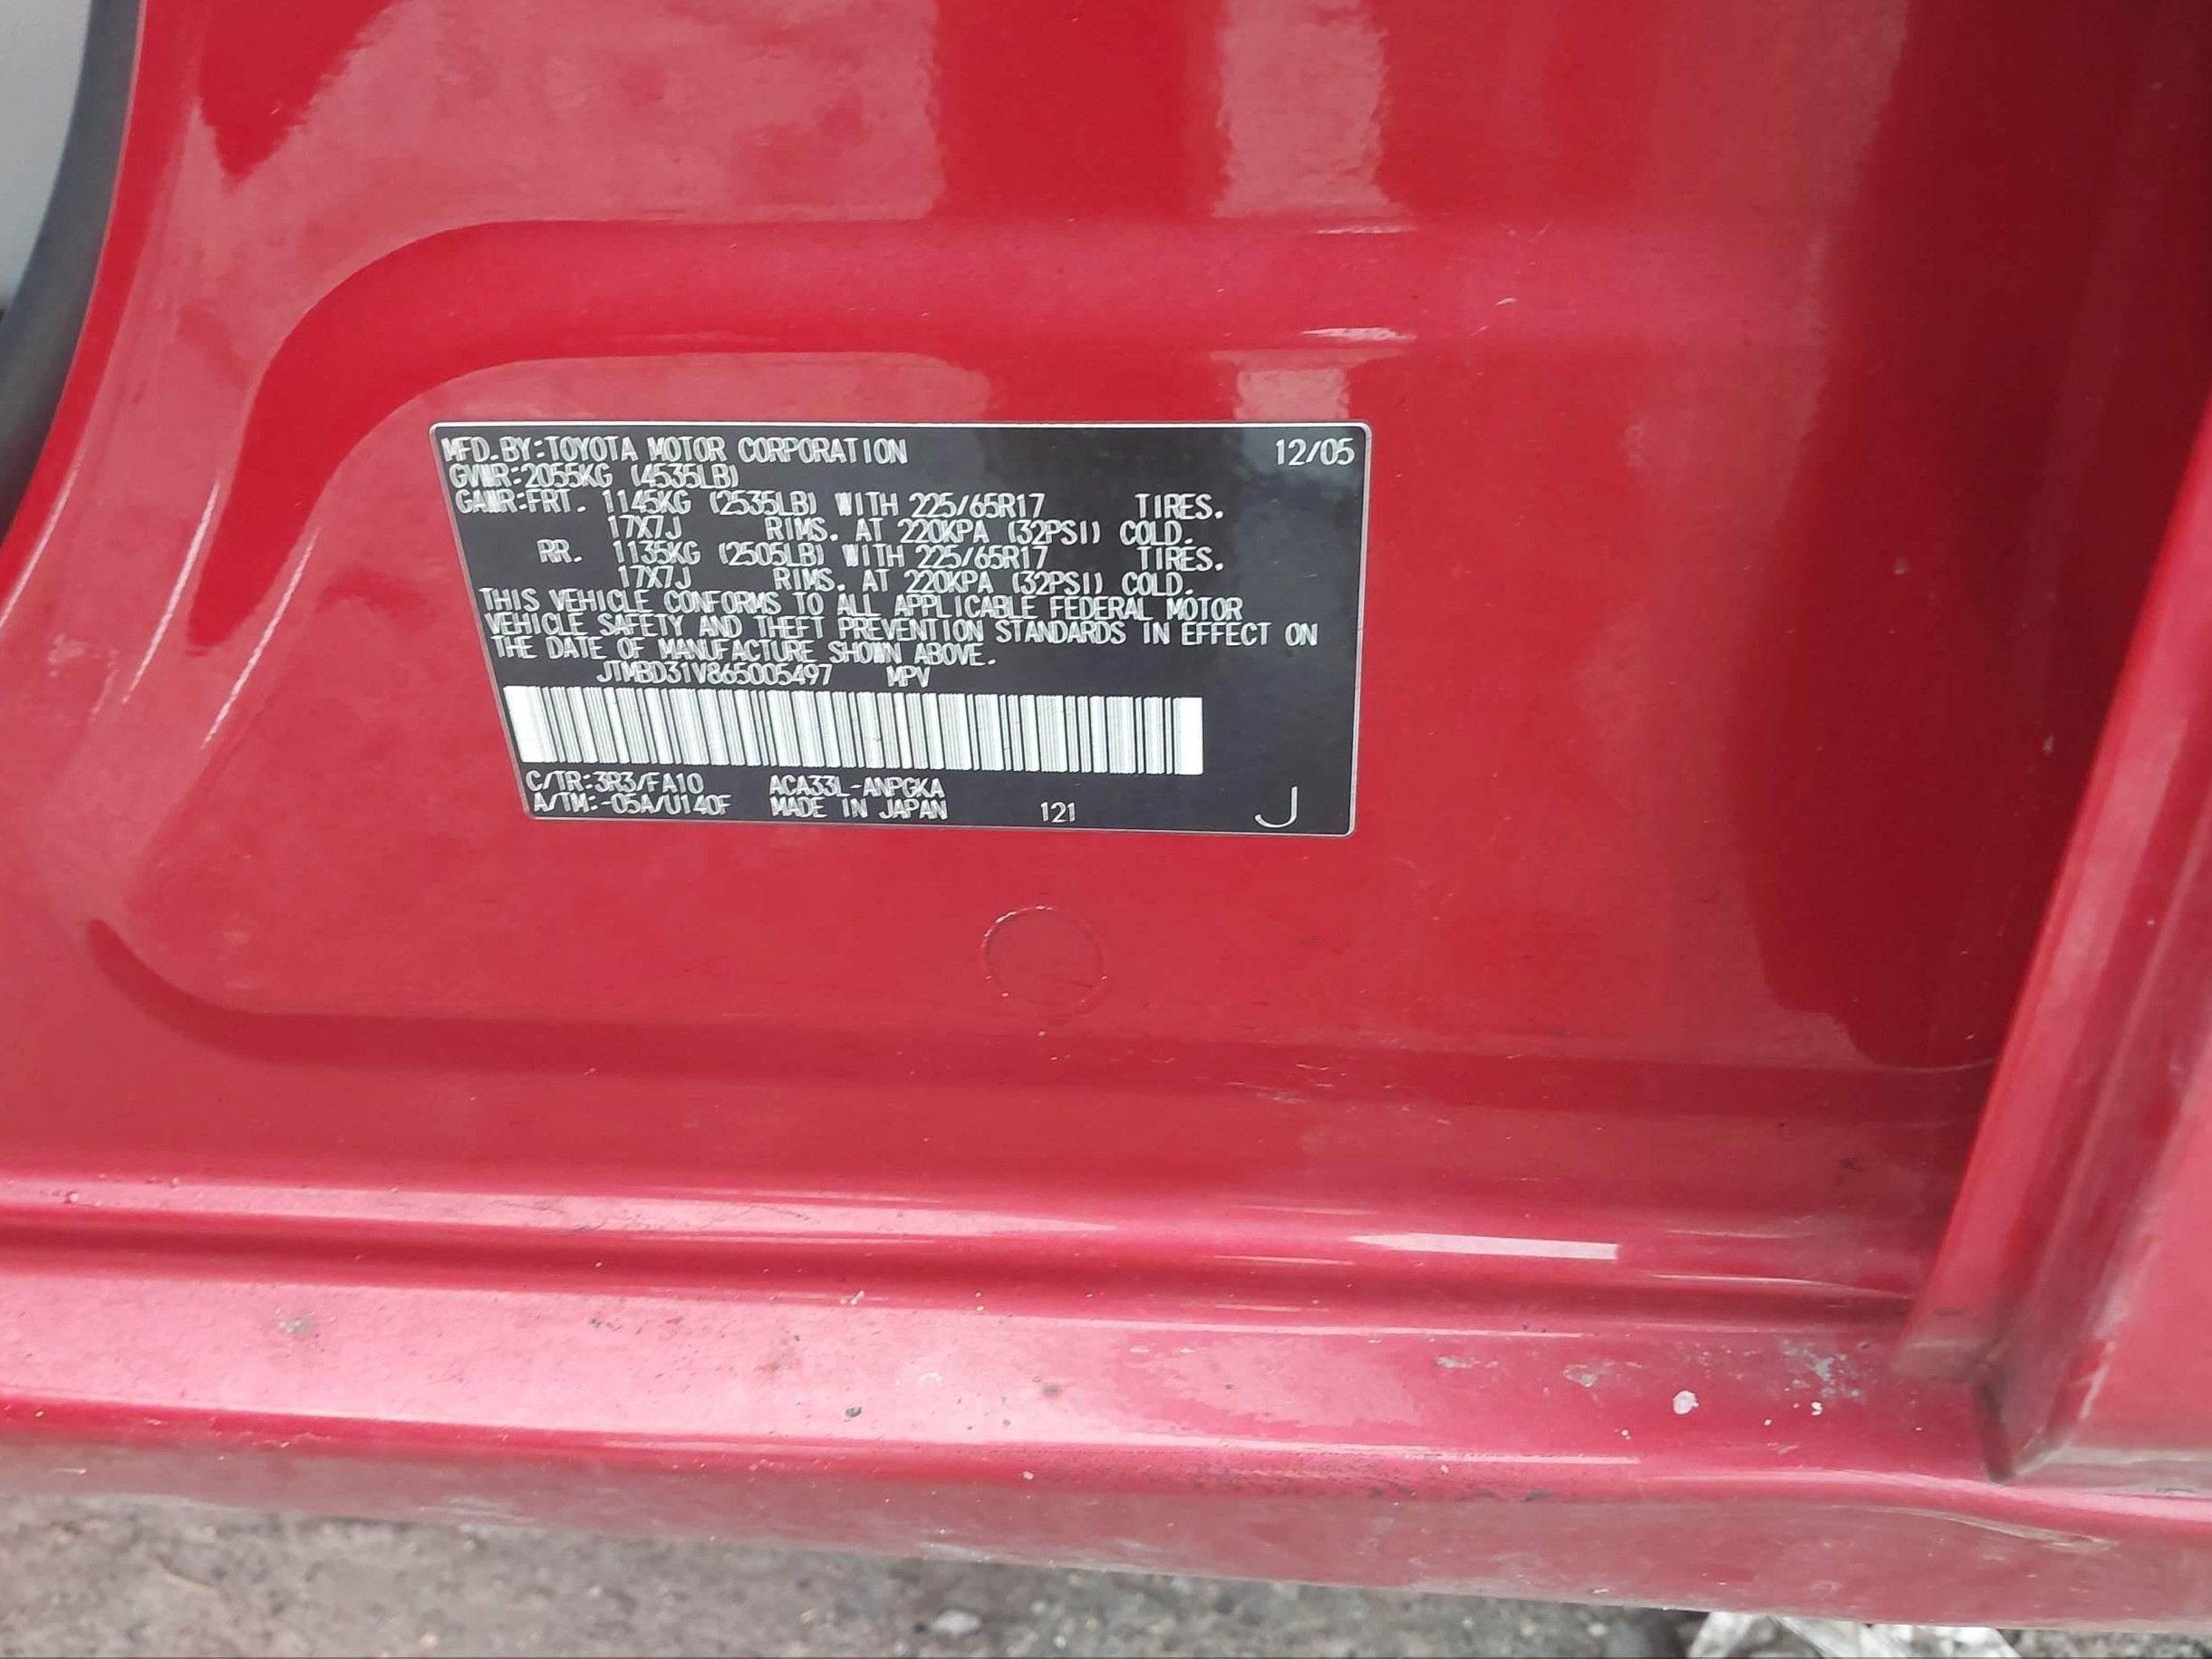 MFD.BY:TOYOTA MOTOR CORPORATION 12/05
GVWR:2055KG (4535LB)
GAWR:FRT. 1145KG (2535LB) WITH 225/65R17 TIRES.
17X7J RIMS. AT 220KPA (32PSI) COLD.
RR. 1135KG (2505LB) WITH 225/65R17 TIRES.
17X7J RIMS. AT 220KPA (32PSI) COLD.
THIS VEHICLE CONFORMS TO ALL APPLICABLE FEDERAL MOTOR
VEHICLE SAFETY AND THEFT PREVENTION STANDARDS IN EFFECT ON
THE DATE OF MANUFACTURE SHOWN ABOVE.
JTMBD31V865005497 MPV
C/TR:3R3/FA10 ACA33L-ANPGKA
A/TM:-05A/U140F MADE IN JAPAN 121 J